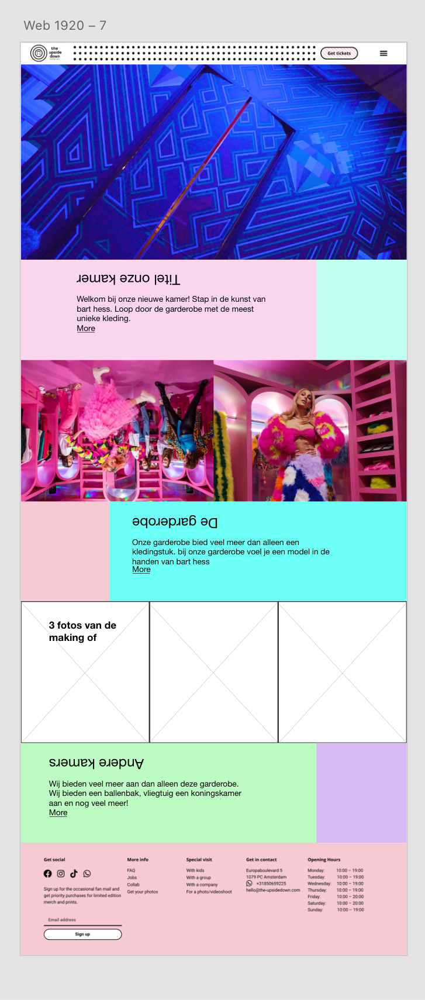 Web 1920 – 7
the
upside
down
Get tickets
Titel onze kamer
Welkom bij onze nieuwe kamer! Stap in de kunst van
bart hess. Loop door de garderobe met de meest
unieke kleding.
More
De garderobe
Onze garderobe bied veel meer dan alleen een
kledingstuk. bij onze garderobe voel je een model in de
handen van bart hess
More
3 fotos van de
making of
Andere kamers
Wij bieden veel meer aan dan alleen deze garderobe.
Wij bieden een ballenbak, vliegtuig een koningskamer
aan en nog veel meer!
More
Get social
Sign up for the occasional fan mail and
get priority purchases for limited edition
merch and prints.
Email address
Sign up
More info
FAQ
Jobs
Collab
Get your photos
Special visit
With kids
With a group
With a company
For a photo/videoshoot
Get in contact
Europaboulevard 5
1079 PC Amsterdam
+31850659225
hello@the-upsidedown.com
Opening Hours
Monday: 10:00 – 19:00
Tuesday: 10:00 – 19:00
Wednesday: 10:00 – 19:00
Thursday: 10:00 – 19:00
Friday: 10:00 – 20:00
Saturday: 10:00 – 20:00
Sunday: 10:00 – 19:00